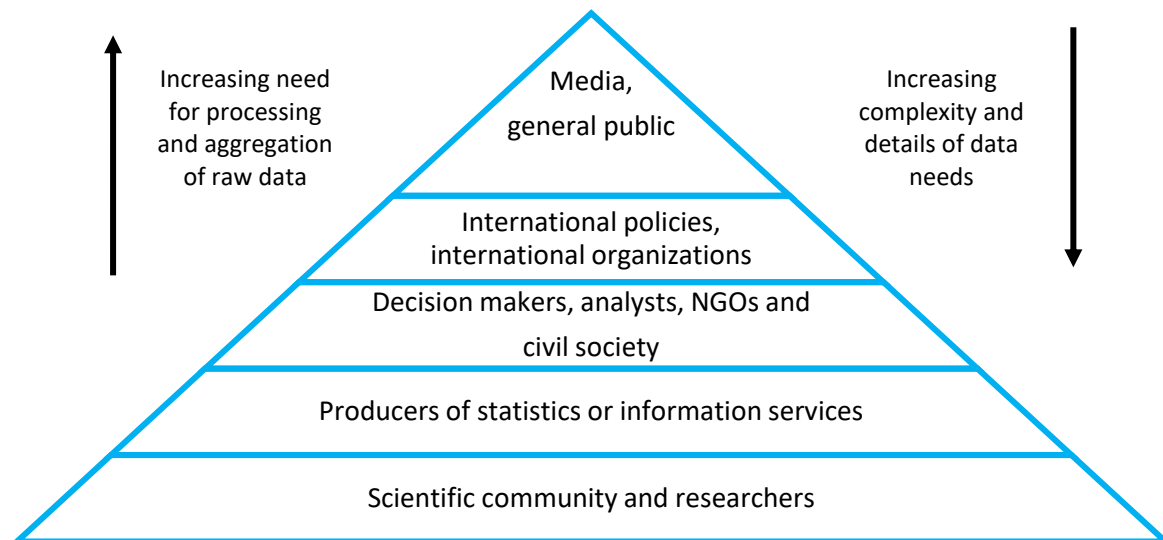 Increasing need
for processing
and aggregation
of raw data
Media,
general public
Increasing
complexity and
details of data
needs
International policies,
international organizations
Decision makers, analysts, NGOs and
civil society
Producers of statistics or information services
Scientific community and researchers